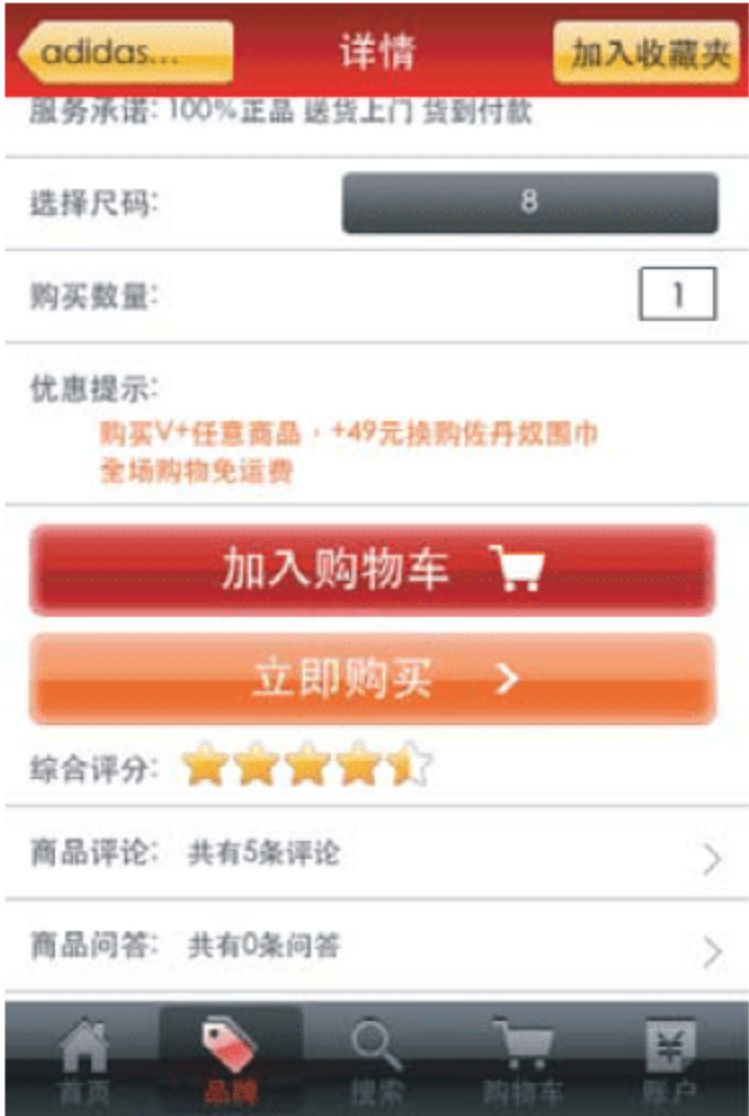 adidas...
详情
加入收藏夹
服务承诺: 100%正品 送货上门 货到付款
选择尺码:
8
购买数量:
1
优惠提示:
购买V+任意商品，+49元换购佐丹奴围巾
全场购物免运费
加入购物车
立即购买 >
综合评分:
商品评论: 共有5条评论
商品问答: 共有0条问答
首页
品牌
搜索
购物车
账户